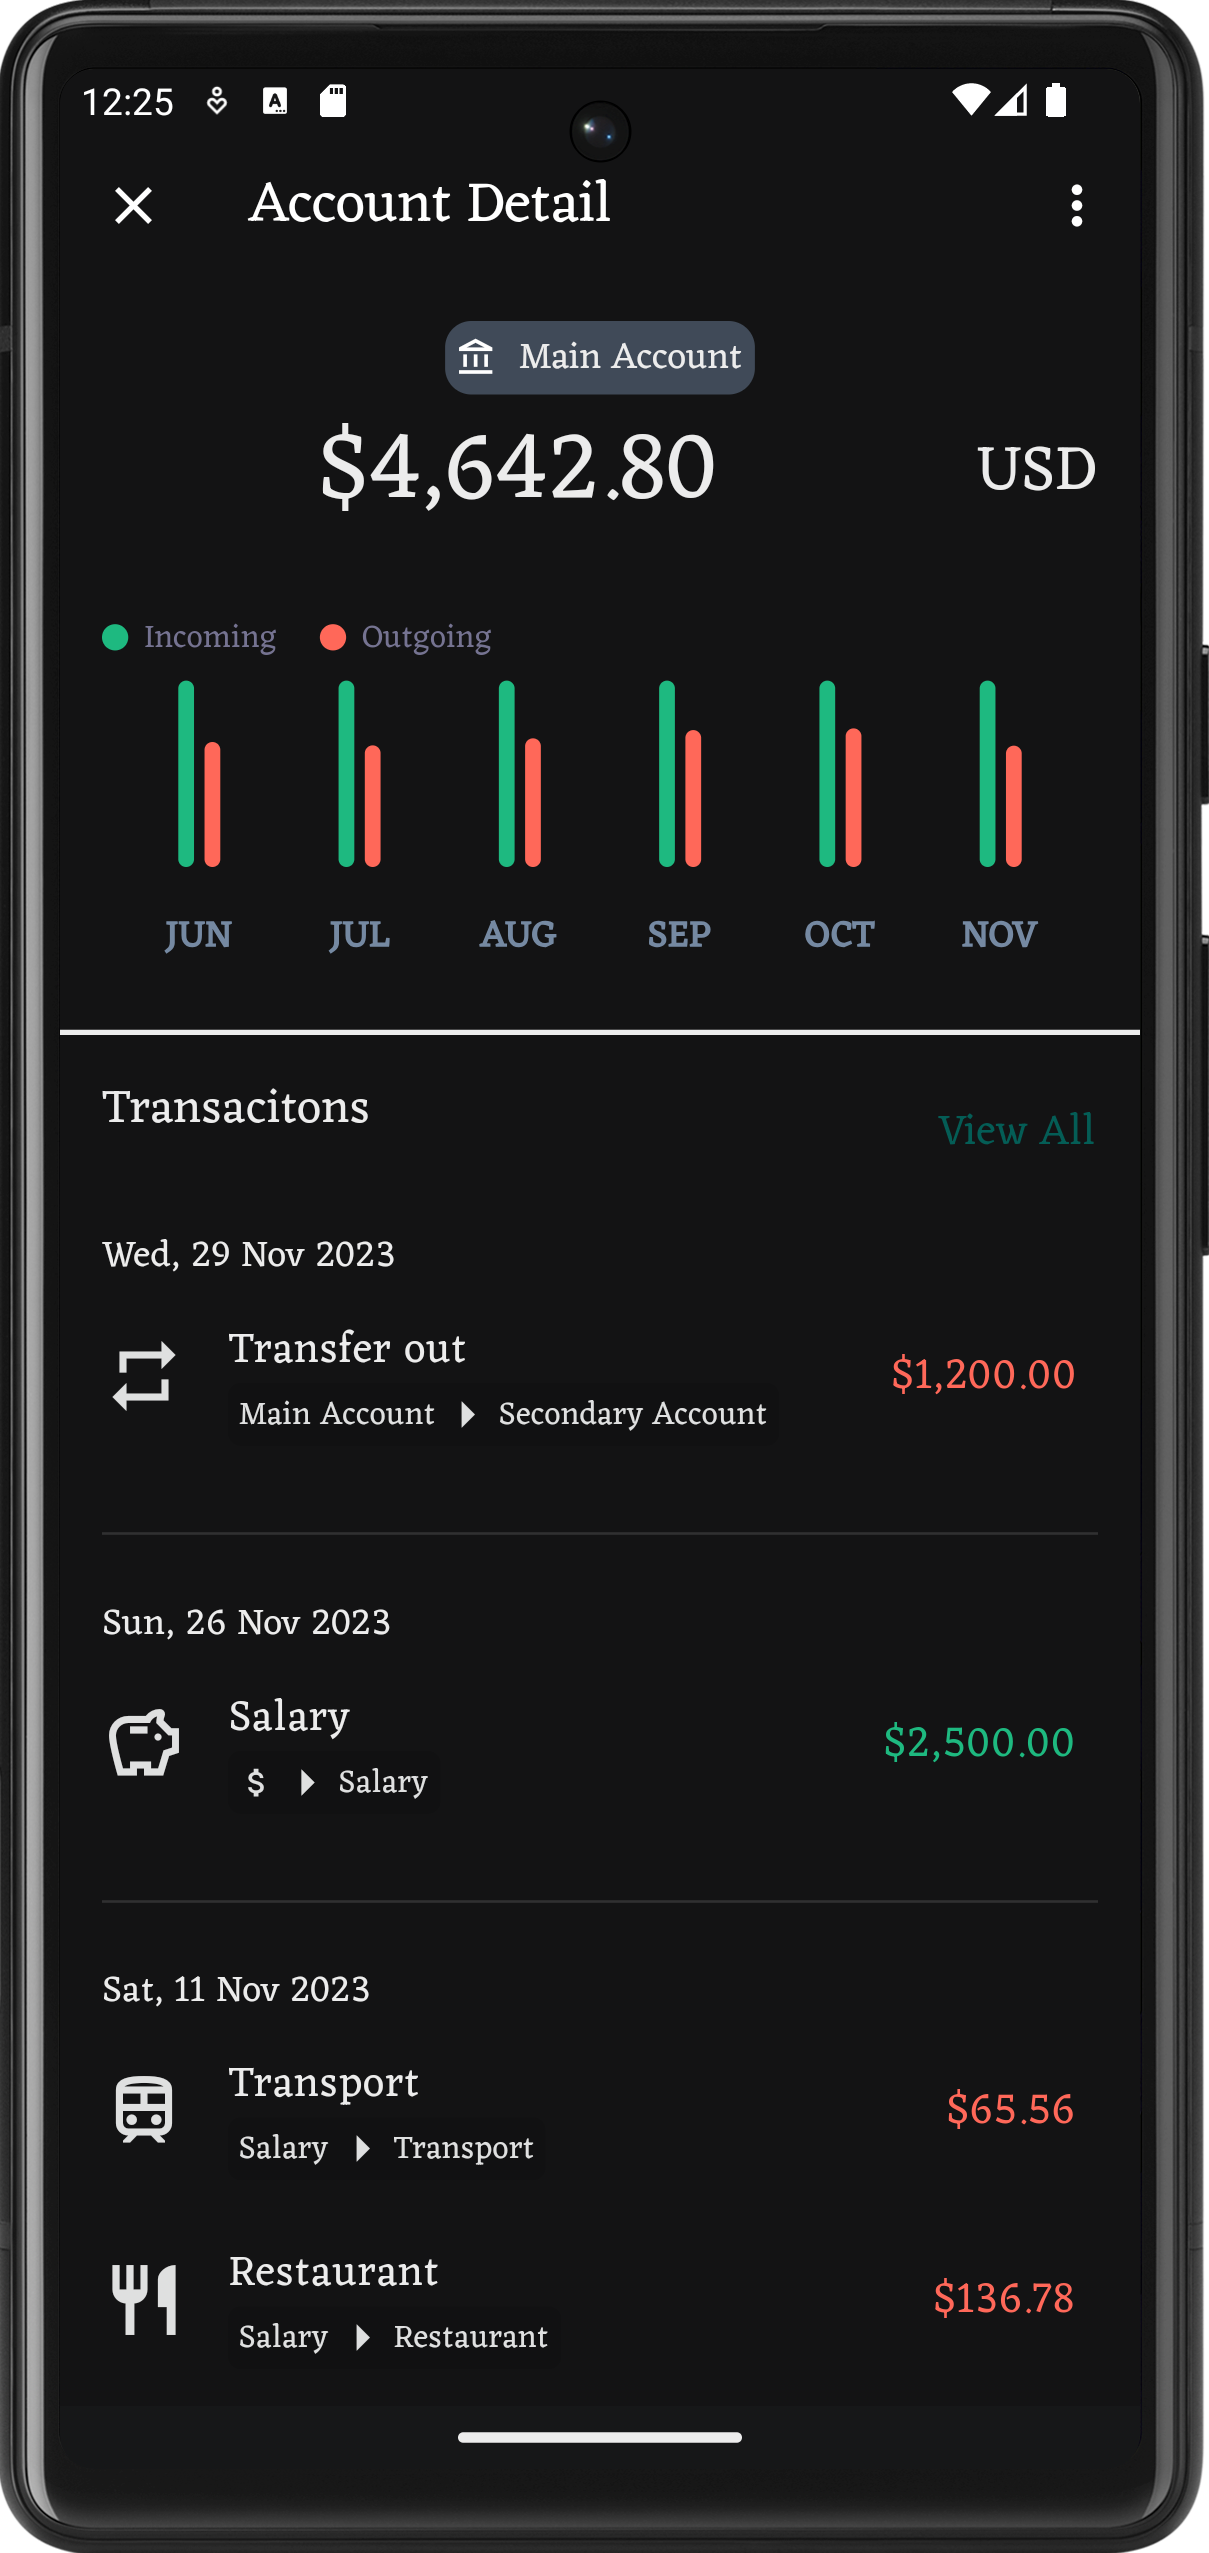 12:25
Account Detail
Main Account
$4,642.80 USD
Incoming Outgoing
JUN JUL AUG SEP OCT NOV
Transacitons
View All
Wed, 29 Nov 2023
Transfer out
$1,200.00
Main Account Secondary Account
Sun, 26 Nov 2023
Salary
$2,500.00
$ Salary
Sat, 11 Nov 2023
Transport
$65.56
Salary Transport
Restaurant
$136.78
Salary Restaurant